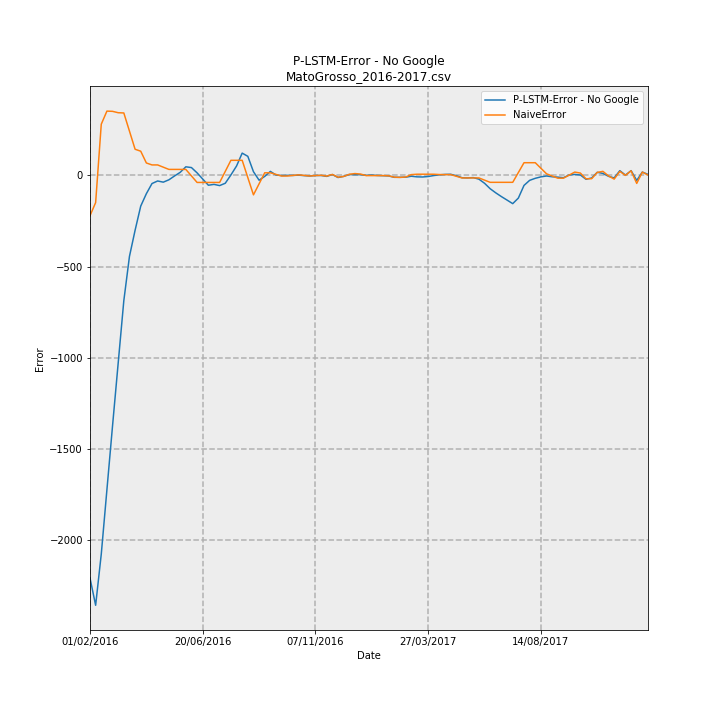 P-LSTM-Error - No Google
MatoGrosso_2016-2017.csv
P-LSTM-Error - No Google
NaiveError
Error
0
−500
−1000
−1500
−2000
01/02/2016
20/06/2016
07/11/2016
27/03/2017
14/08/2017
Date